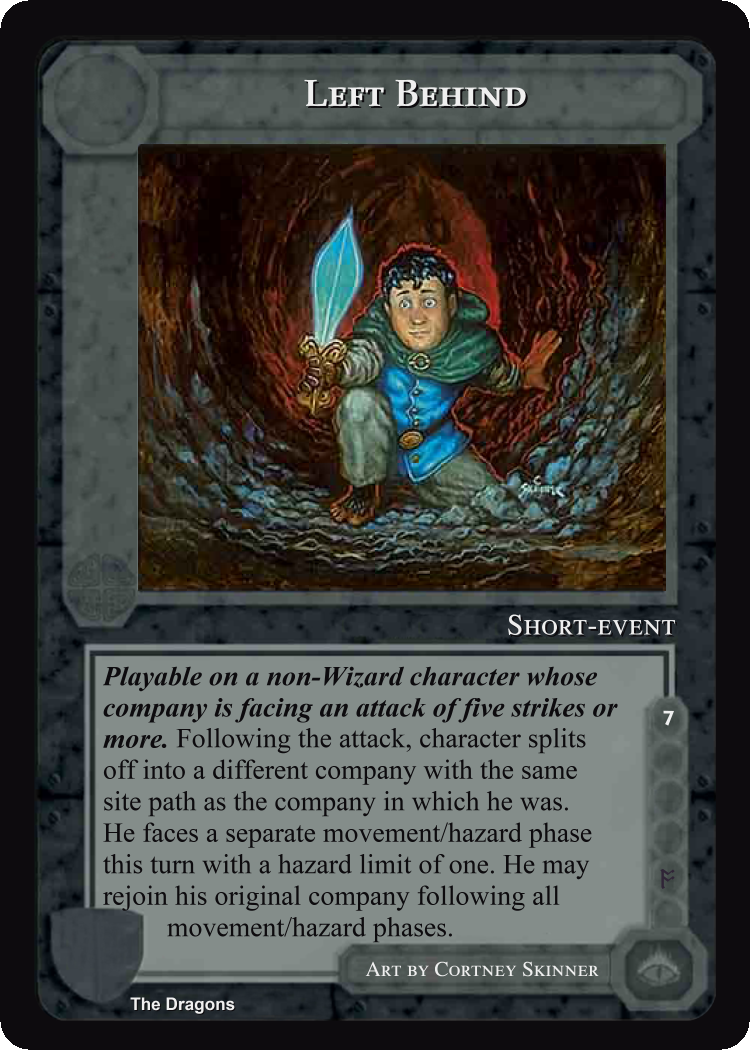 Left Behind
Short-event
Playable on a non-Wizard character whose
company is facing an attack of five strikes or
more. Following the attack, character splits
off into a different company with the same
site path as the company in which he was.
He faces a separate movement/hazard phase
this turn with a hazard limit of one. He may
rejoin his original company following all
movement/hazard phases.
7
Art by Cortney Skinner
The Dragons